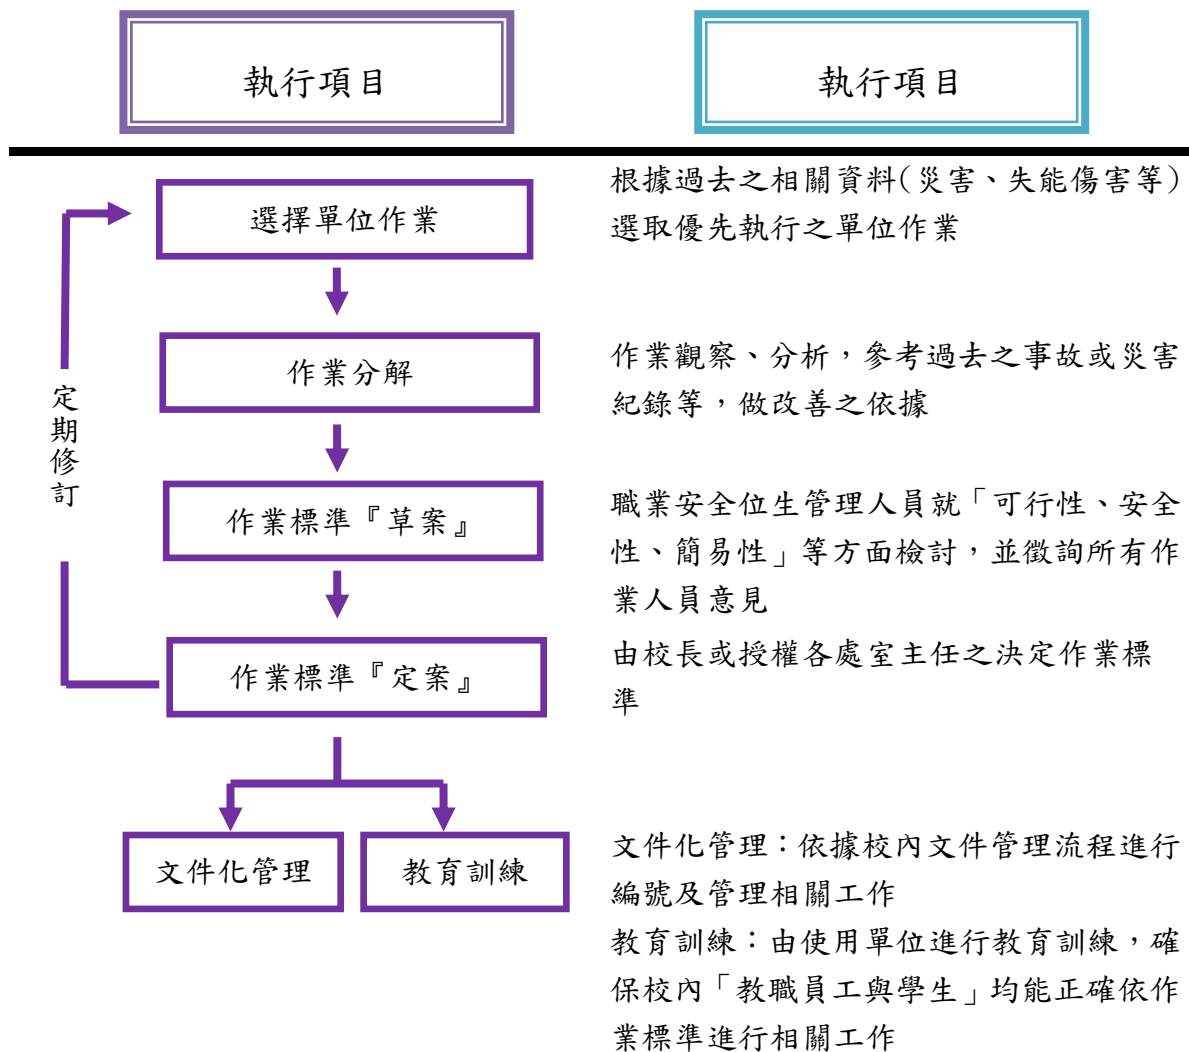 執行項目
執行項目
選擇單位作業
根據過去之相關資料(災害、失能傷害等)
選取優先執行之單位作業
作業分解
作業觀察、分析，參考過去之事故或災害
紀錄等，做改善之依據
定期修訂
作業標準『草案』
職業安全位生管理人員就「可行性、安全
性、簡易性」等方面檢討，並徵詢所有作
業人員意見
作業標準『定案』
由校長或授權各處室主任之決定作業標
準
文件化管理
教育訓練
文件化管理：依據校內文件管理流程進行
編號及管理相關工作
教育訓練：由使用單位進行教育訓練，確
保校內「教職員工與學生」均能正確依作
業標準進行相關工作